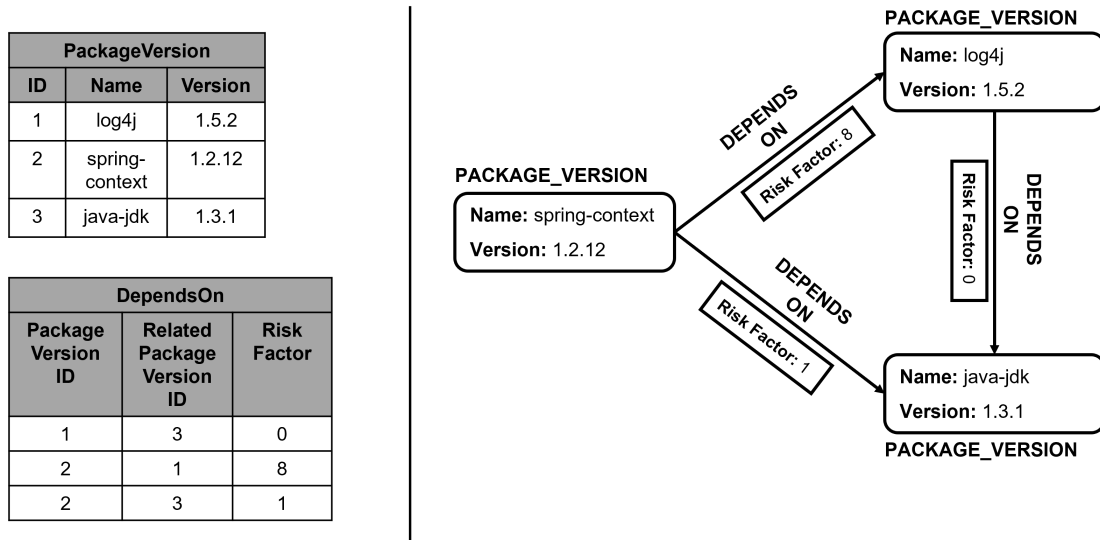 PackageVersion
ID Name Version
1 log4j 1.5.2
2 spring- 1.2.12
context
3 java-jdk 1.3.1
DependsOn
Package Related Risk
Version Package Factor
ID Version
ID
1 3 0
2 1 8
2 3 1
PACKAGE_VERSION
Name: log4j
Version: 1.5.2
DEPENDS
ON
Risk Factor: 8
PACKAGE_VERSION
Name: spring-context
Version: 1.2.12
DEPENDS
ON
Risk Factor: 1
DEPENDS
ON
Risk Factor: 0
Name: java-jdk
Version: 1.3.1
PACKAGE_VERSION